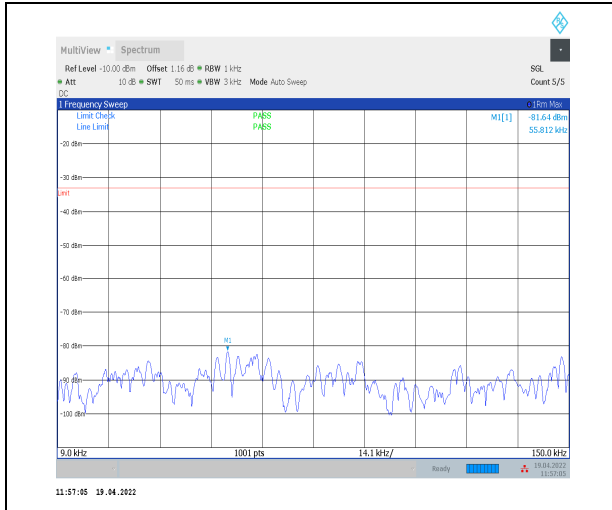 MultiView Spectrum
Ref Level -10.00 dBm Offset 1.16 dB RBW 1 kHz SGL
Att 10 dB SWT 50 ms VBW 3 kHz Mode Auto Sweep Count 5/5
DC
1 Frequency Sweep 1Rm Max
Limit Check PASS M1[1] -81.64 dBm
Line Limit PASS 55.812 kHz
-20 dBm
-30 dBm
Limit
-40 dBm
-50 dBm
-60 dBm
-70 dBm
-80 dBm
M1
-90 dBm
-100 dBm
9.0 kHz 1001 pts 14.1 kHz/ 150.0 kHz
Ready 19.04.2022
11:57:05
11:57:05 19.04.2022